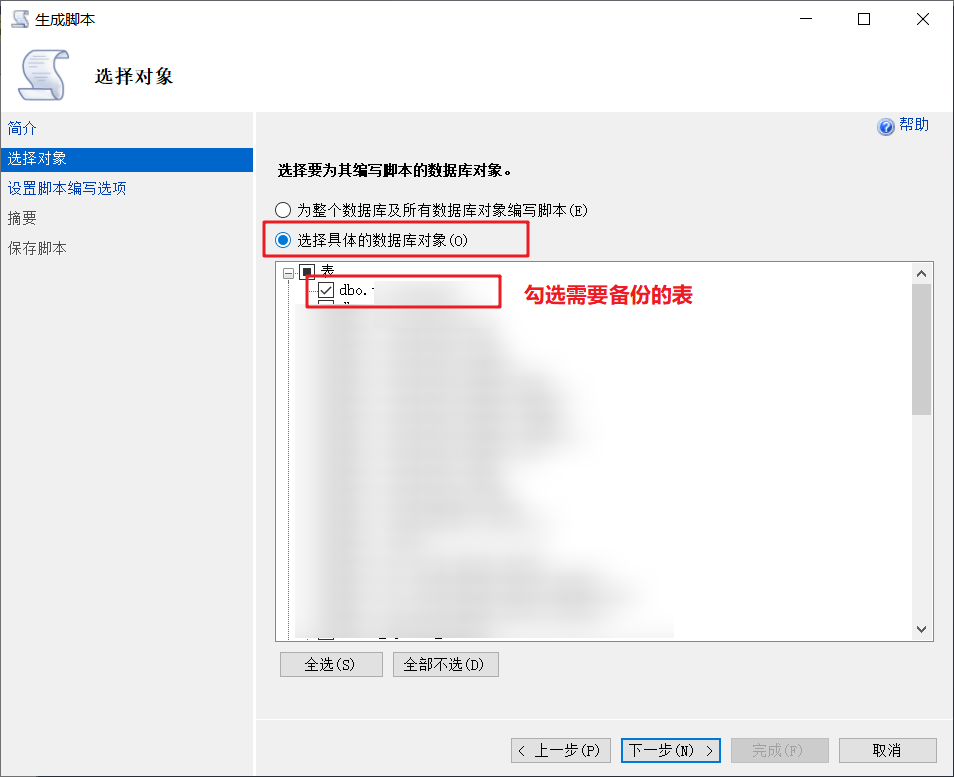 生成脚本
选择对象
简介
选择对象
设置脚本编写选项
摘要
保存脚本
帮助
选择要为其编写脚本的数据库对象。
为整个数据库及所有数据库对象编写脚本(E)
选择具体的数据库对象(O)
表
dbo.
勾选需要备份的表
全选(S)
全部不选(D)
< 上一步(P)
下一步(N) >
完成(F)
取消